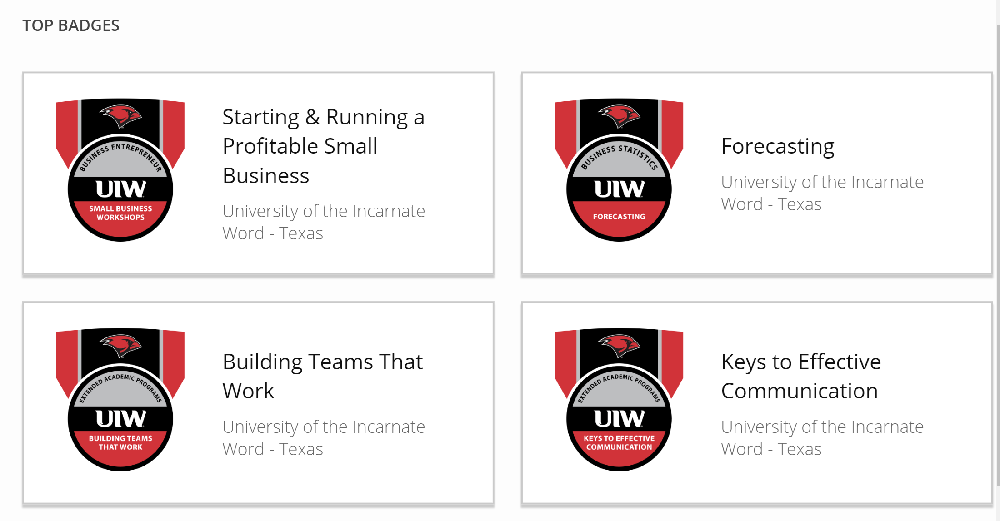 TOP BADGES
BUSINESS ENTREPRENEUR
UIW
SMALL BUSINESS
WORKSHOPS
Starting & Running a
Profitable Small
Business
University of the Incarnate
Word - Texas
BUSINESS STATISTICS
UIW
FORECASTING
Forecasting
University of the Incarnate
Word - Texas
EXTENDED ACADEMIC PROGRAMS
UIW
BUILDING TEAMS
THAT WORK
Building Teams That
Work
University of the Incarnate
Word - Texas
EXTENDED ACADEMIC PROGRAMS
UIW
KEYS TO EFFECTIVE
COMMUNICATION
Keys to Effective
Communication
University of the Incarnate
Word - Texas